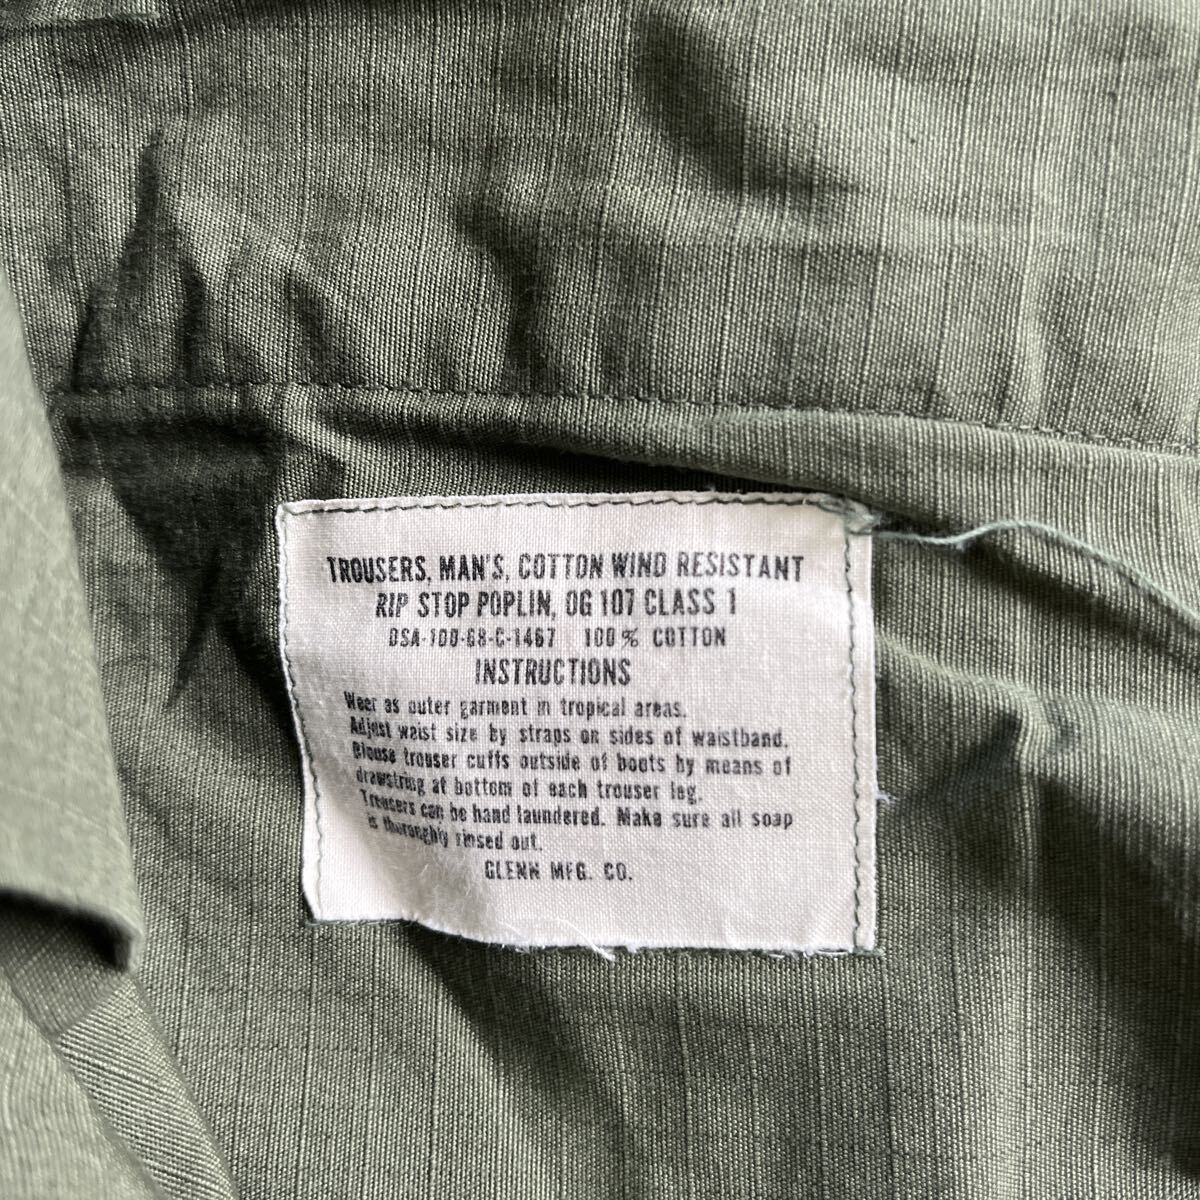 TROUSERS, MAN'S, COTTON WIND RESISTANT
RIP STOP POPLIN, OG 107 CLASS 1
DSA-100-68-C-1467 100% COTTON
INSTRUCTIONS
Wear as outer garment in tropical areas.
Adjust waist size by straps on sides of waistband.
Blouse trouser cuffs outside of boots by means of
drawstring at bottom of each trouser leg.
Trousers can be hand laundered. Make sure all soap
is thoroughly rinsed out.
GLENN MFG. CO.